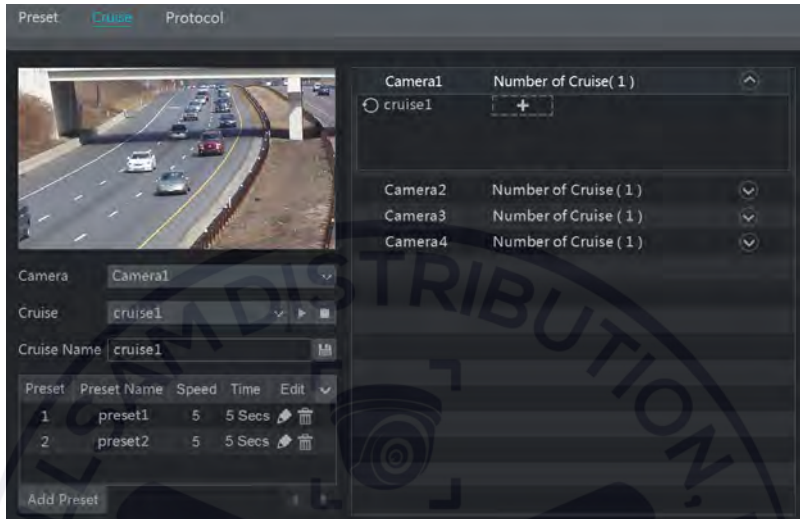 Preset Cruise Protocol
Camera1 Number of Cruise( 1 )
cruise1 +
Camera2 Number of Cruise ( 1 )
Camera3 Number of Cruise ( 1 )
Camera4 Number of Cruise ( 1 )
Camera Camera1
Cruise cruise1
Cruise Name cruise1
Preset Preset Name Speed Time Edit
1 preset1 5 5 Secs
2 preset2 5 5 Secs
Add Preset
LSAM DISTRIBUTION,